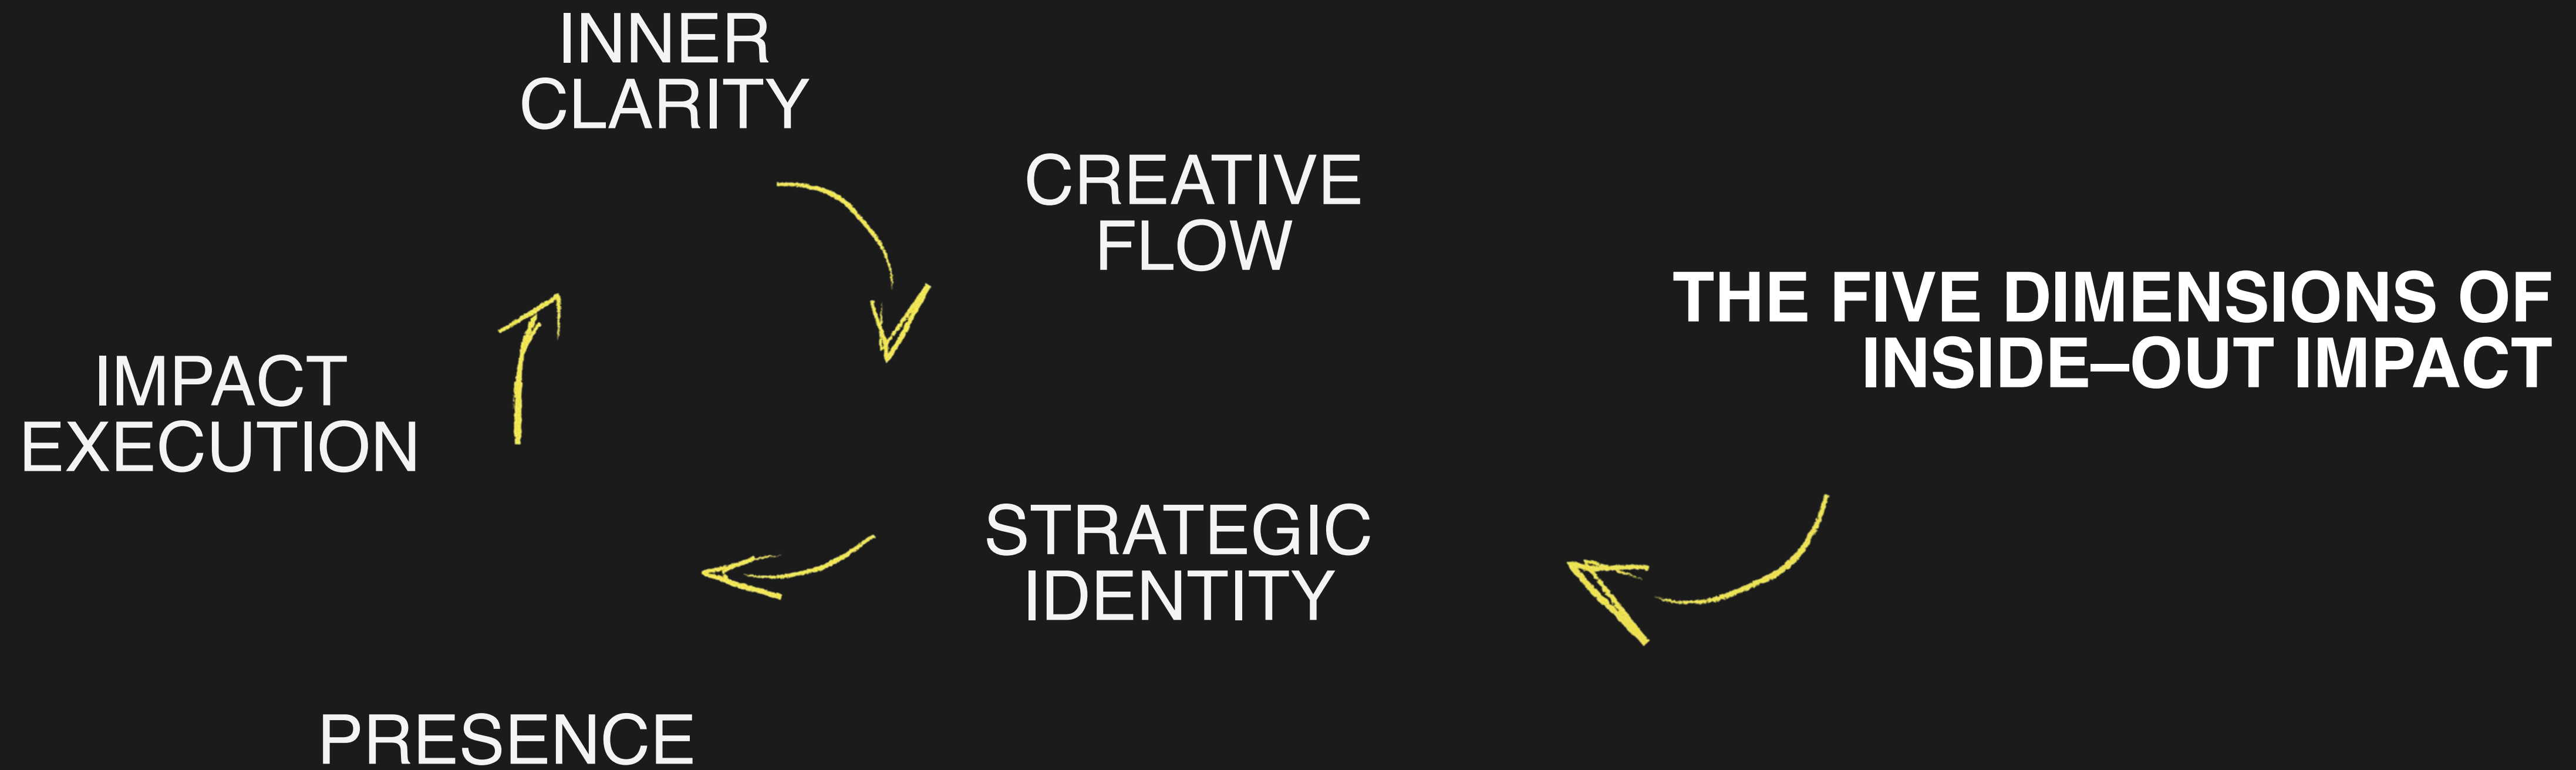 INNER
CLARITY
CREATIVE
FLOW
THE FIVE DIMENSIONS OF
INSIDE–OUT IMPACT
IMPACT
EXECUTION
STRATEGIC
IDENTITY
PRESENCE